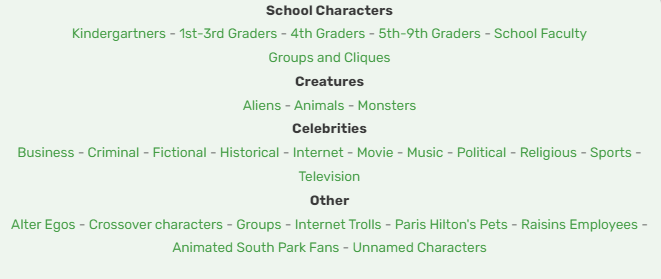 School Characters
Kindergartners - 1st-3rd Graders - 4th Graders - 5th-9th Graders - School Faculty
Groups and Cliques
Creatures
Aliens - Animals - Monsters
Celebrities
Business - Criminal - Fictional - Historical - Internet - Movie - Music - Political - Religious - Sports -
Television
Other
Alter Egos - Crossover characters - Groups - Internet Trolls - Paris Hilton's Pets - Raisins Employees -
Animated South Park Fans - Unnamed Characters